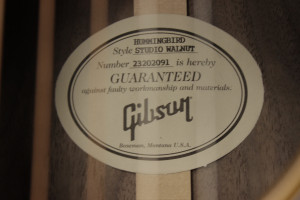 HUMMINGBIRD
Style STUDIO WALNUT
Number 23202091 is hereby
GUARANTEED
against faulty workmanship and materials.
Gibson
Bozeman, Montana U.S.A.